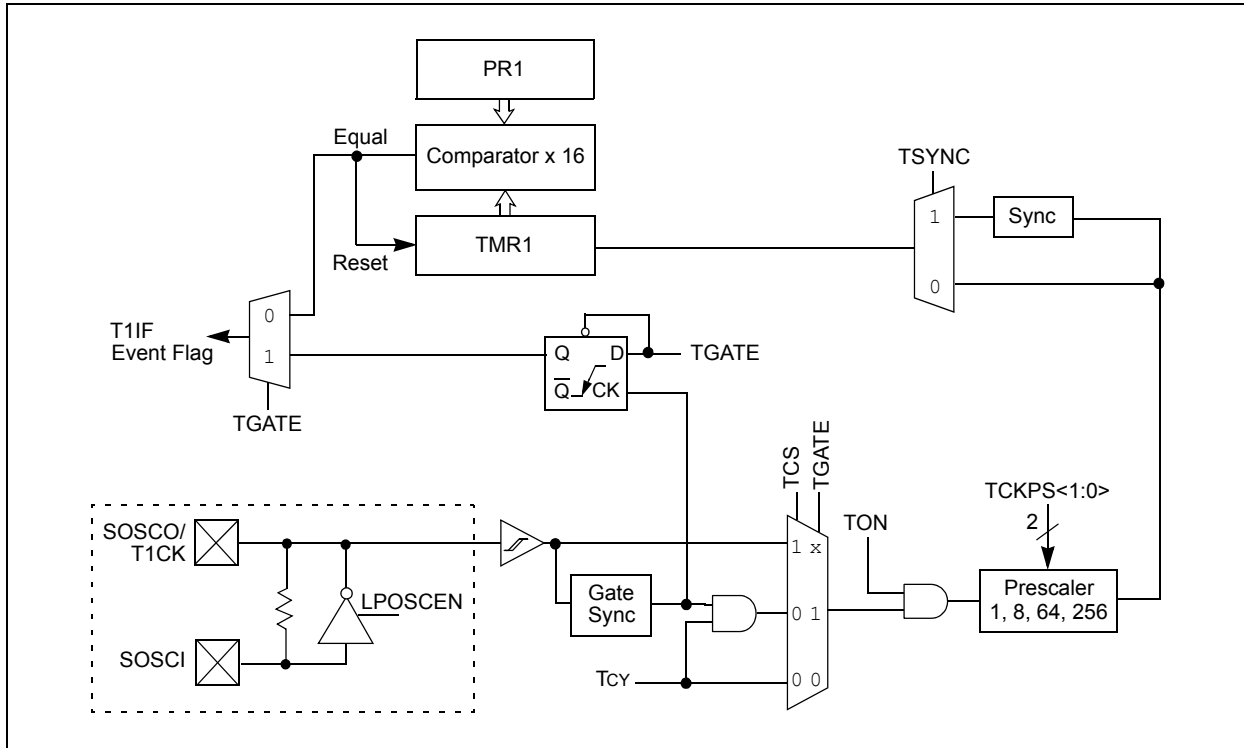 PR1
Equal
Comparator x 16
TSYNC
1
Sync
TMR1
Reset
0
0
T1IF
Event Flag
1
Q
D
TGATE
Q̅
CK
TGATE
TCS
TGATE
TCKPS<1:0>
2
TON
SOSCO/
T1CK
1 x
Prescaler
1, 8, 64, 256
Gate
Sync
LPOSCEN
0 1
SOSCI
TCY
0 0